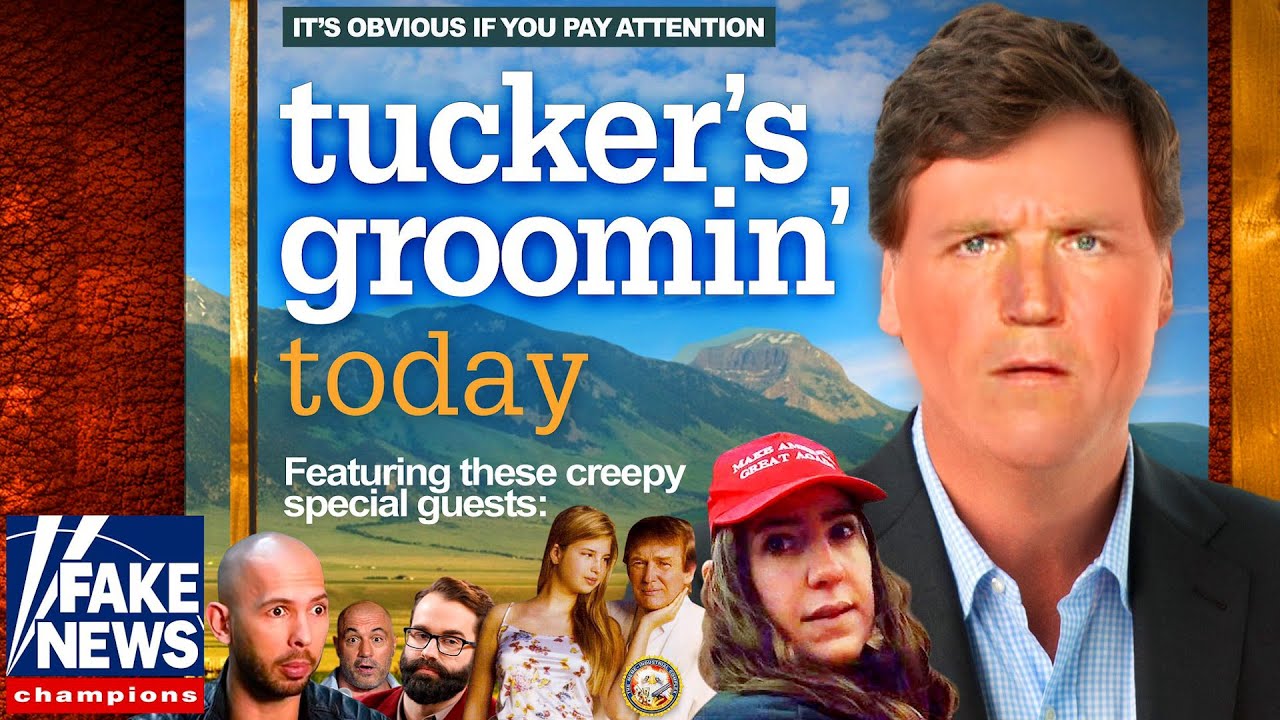 IT'S OBVIOUS IF YOU PAY ATTENTION
tucker's
groomin'
today
Featuring these creepy
special guests:
MAKE AMERICA
GREAT AGAIN
FAKE
NEWS
champions